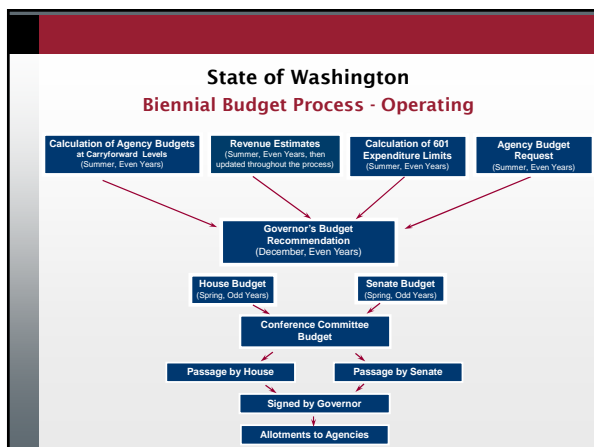 State of Washington
Biennial Budget Process - Operating
Calculation of Agency Budgets
at Carryforward Levels
(Summer, Even Years)
Revenue Estimates
(Summer, Even Years, then
updated throughout the process)
Calculation of 601
Expenditure Limits
(Summer, Even Years)
Agency Budget
Request
(Summer, Even Years)
Governor's Budget
Recommendation
(December, Even Years)
House Budget
(Spring, Odd Years)
Senate Budget
(Spring, Odd Years)
Conference Committee
Budget
Passage by House
Passage by Senate
Signed by Governor
Allotments to Agencies